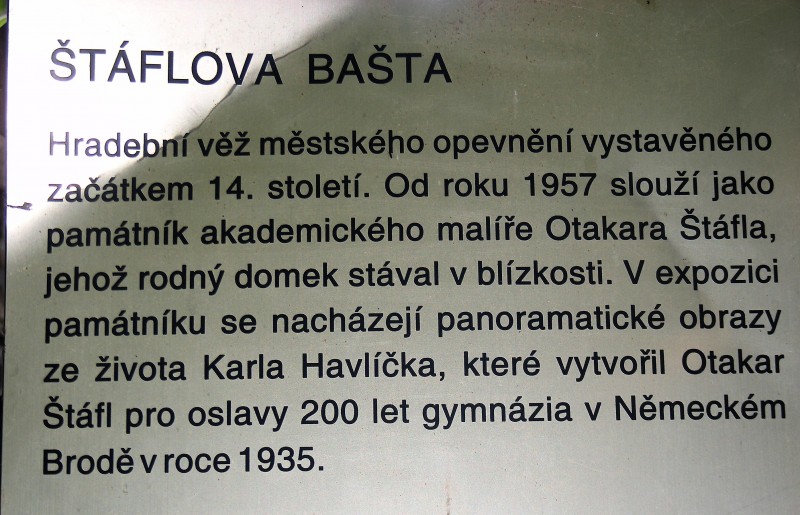 ŠTÁFLOVA BAŠTA
Hradební věž městského opevnění vystavěného
začátkem 14. století. Od roku 1957 slouží jako
památník akademického malíře Otakara Štáfla,
jehož rodný domek stával v blízkosti. V expozici
památníku se nacházejí panoramatické obrazy
ze života Karla Havlíčka, které vytvořil Otakar
Štáfl pro oslavy 200 let gymnázia v Německém
Brodě v roce 1935.